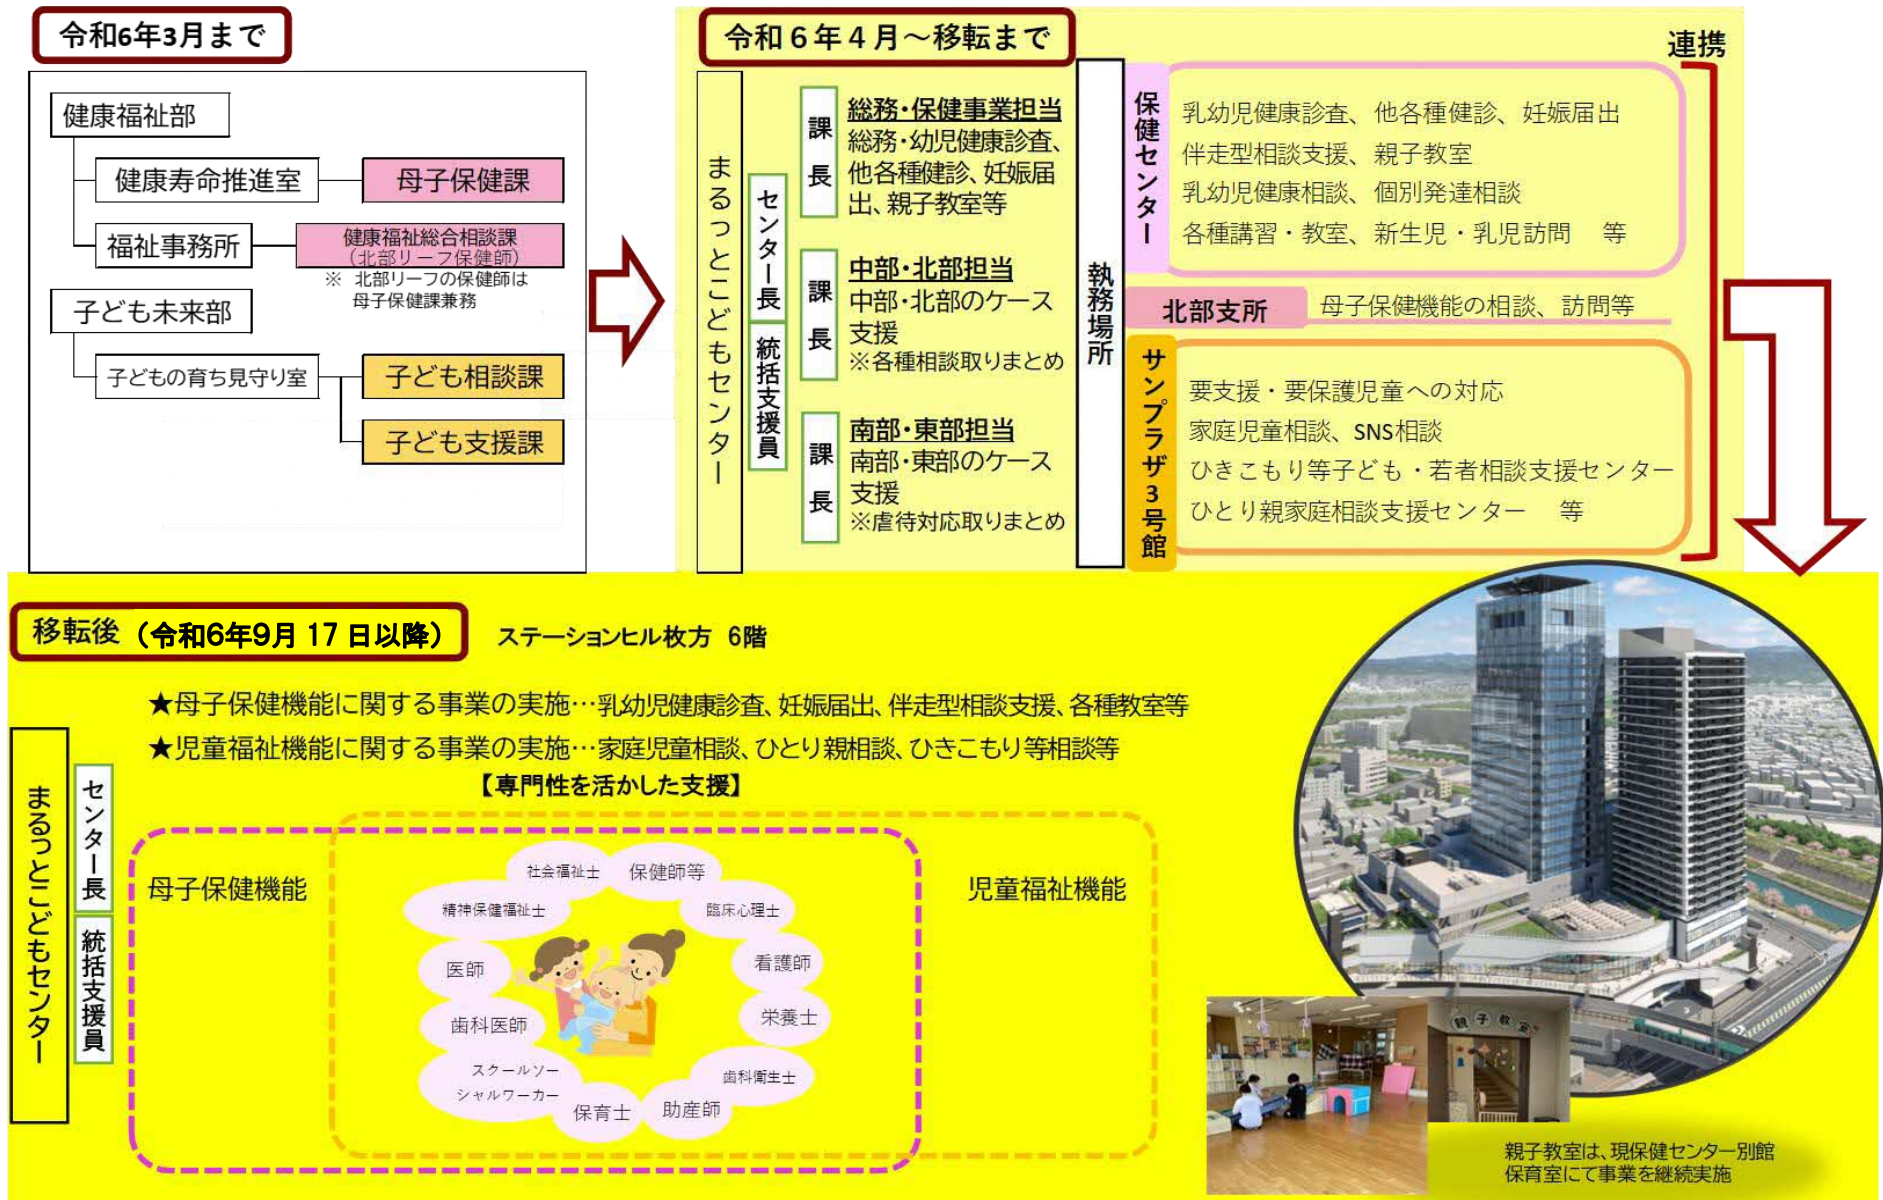 令和6年3月まで
健康福祉部
健康寿命推進室
母子保健課
福祉事務所
健康福祉総合相談課
(北部リーフ保健師)
※ 北部リーフの保健師は
母子保健課兼務
子ども未来部
子どもの育ち見守り室
子ども相談課
子ども支援課
令和6年4月～移転まで
まるっとこどもセンター
センター長
統括支援員
課長
総務・保健事業担当
総務・幼児健康診査、
他各種健診、妊娠届
出、親子教室等
課長
中部・北部担当
中部・北部のケース
支援
※各種相談取りまとめ
課長
南部・東部担当
南部・東部のケース
支援
※虐待対応取りまとめ
執務場所
連携
保健センター
乳幼児健康診査、他各種健診、妊娠届出
伴走型相談支援、親子教室
乳幼児健康相談、個別発達相談
各種講習・教室、新生児・乳児訪問 等
北部支所
母子保健機能の相談、訪問等
サンプラザ3号館
要支援・要保護児童への対応
家庭児童相談、SNS相談
ひきこもり等子ども・若者相談支援センター
ひとり親家庭相談支援センター 等
移転後（令和6年9月17日以降）
ステーションヒル枚方 6階
★母子保健機能に関する事業の実施…乳幼児健康診査、妊娠届出、伴走型相談支援、各種教室等
★児童福祉機能に関する事業の実施…家庭児童相談、ひとり親相談、ひきこもり等相談等
【専門性を活かした支援】
まるっとこどもセンター
センター長
統括支援員
母子保健機能
児童福祉機能
社会福祉士
保健師等
精神保健福祉士
臨床心理士
医師
看護師
歯科医師
栄養士
スクールソー
シャルワーカー
歯科衛生士
保育士
助産師
親子教室
親子教室は、現保健センター別館
保育室にて事業を継続実施